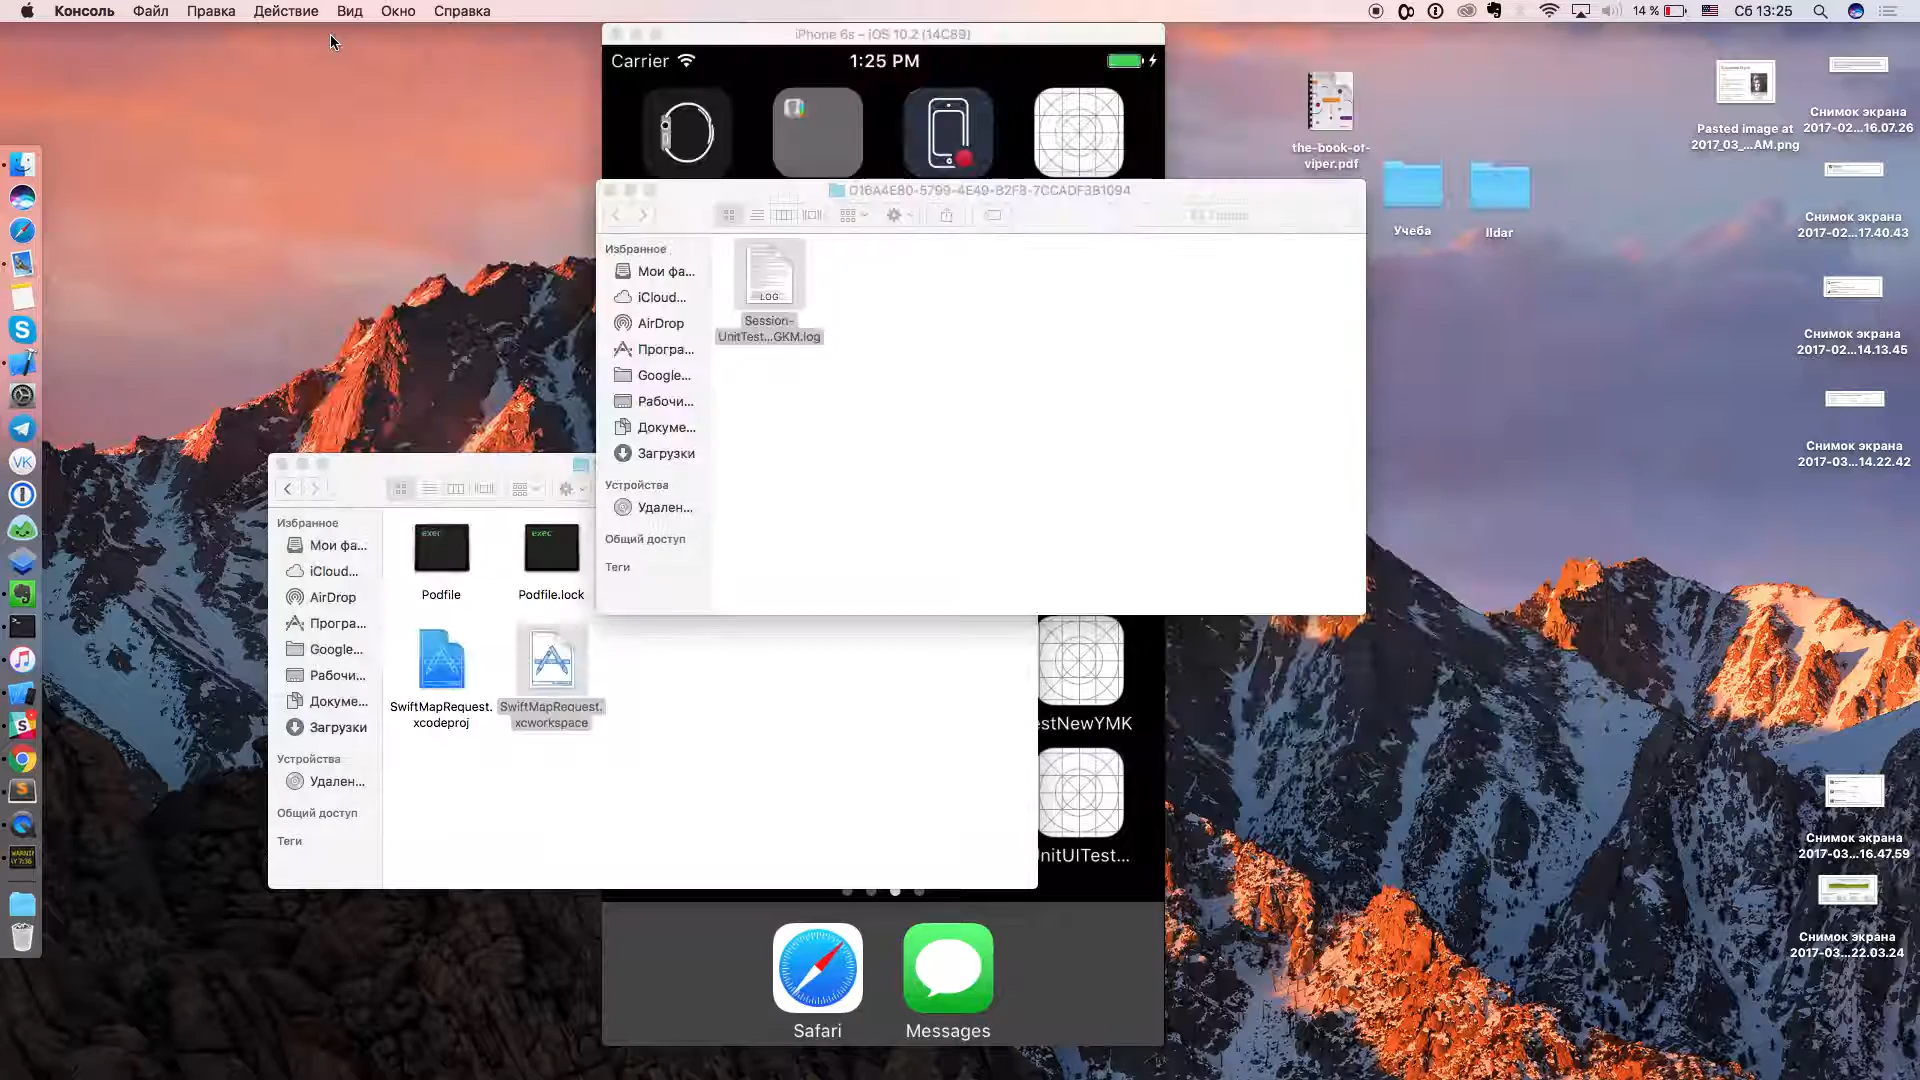 Консоль Файл Правка Действие Вид Окно Справка
14 % Сб 13:25
iPhone 6s – iOS 10.2 (14C89)
Carrier 1:25 PM
D16A4E80-5799-4E49-B2F8-7CCADF3B1094
Избранное
Мои фа...
iCloud...
AirDrop
Програ...
Google...
Рабочи...
Докуме...
Загрузки
Устройства
Удален...
Общий доступ
Теги
LOG
Session-
UnitTest...GKM.log
Избранное
Мои фа...
iCloud...
AirDrop
Програ...
Google...
Рабочи...
Докуме...
Загрузки
Устройства
Удален...
Общий доступ
Теги
exec
Podfile
exec
Podfile.lock
SwiftMapRequest.
xcodeproj
SwiftMapRequest.
xcworkspace
estNewYMK
nitUITest...
Safari
Messages
the-book-of-
viper.pdf
Учеба
Ildar
Pasted image at
2017_03_...AM.png
Снимок экрана
2017-02...16.07.26
Снимок экрана
2017-02...17.40.43
Снимок экрана
2017-02...14.13.45
Снимок экрана
2017-03...14.22.42
Снимок экрана
2017-03...16.47.59
Снимок экрана
2017-03...22.03.24